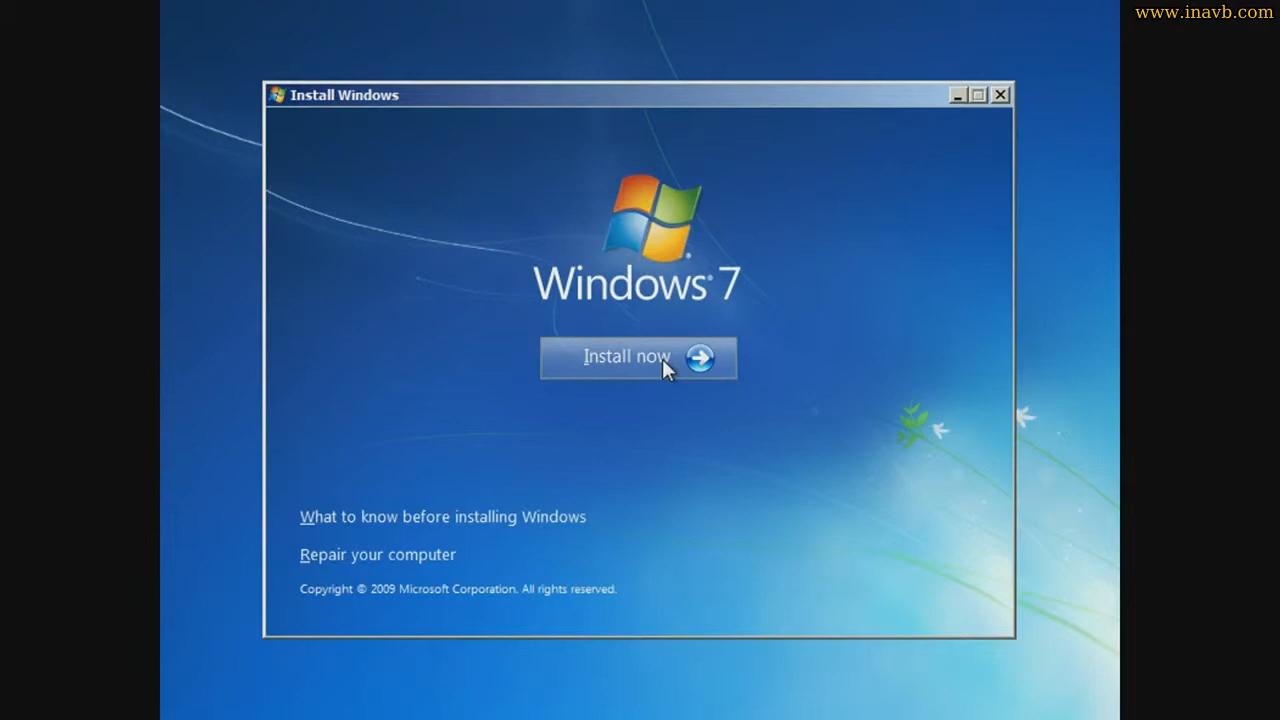 www.inavb.com
Install Windows
Windows® 7
Install now
What to know before installing Windows
Repair your computer
Copyright © 2009 Microsoft Corporation. All rights reserved.